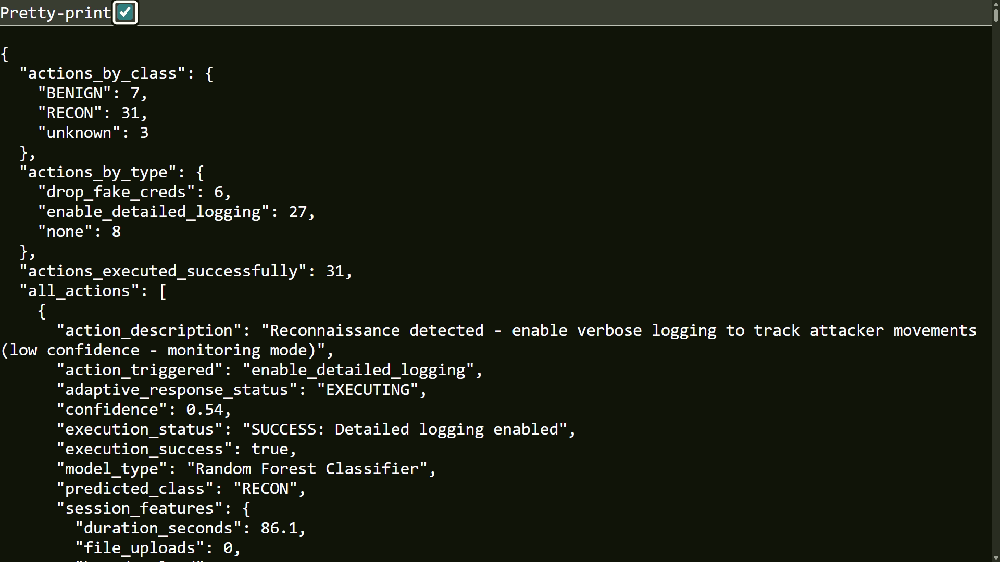 Pretty-print
{
  "actions_by_class": {
    "BENIGN": 7,
    "RECON": 31,
    "unknown": 3
  },
  "actions_by_type": {
    "drop_fake_creds": 6,
    "enable_detailed_logging": 27,
    "none": 8
  },
  "actions_executed_successfully": 31,
  "all_actions": [
    {
      "action_description": "Reconnaissance detected - enable verbose logging to track attacker movements
(low confidence - monitoring mode)",
      "action_triggered": "enable_detailed_logging",
      "adaptive_response_status": "EXECUTING",
      "confidence": 0.54,
      "execution_status": "SUCCESS: Detailed logging enabled",
      "execution_success": true,
      "model_type": "Random Forest Classifier",
      "predicted_class": "RECON",
      "session_features": {
        "duration_seconds": 86.1,
        "file_uploads": 0,